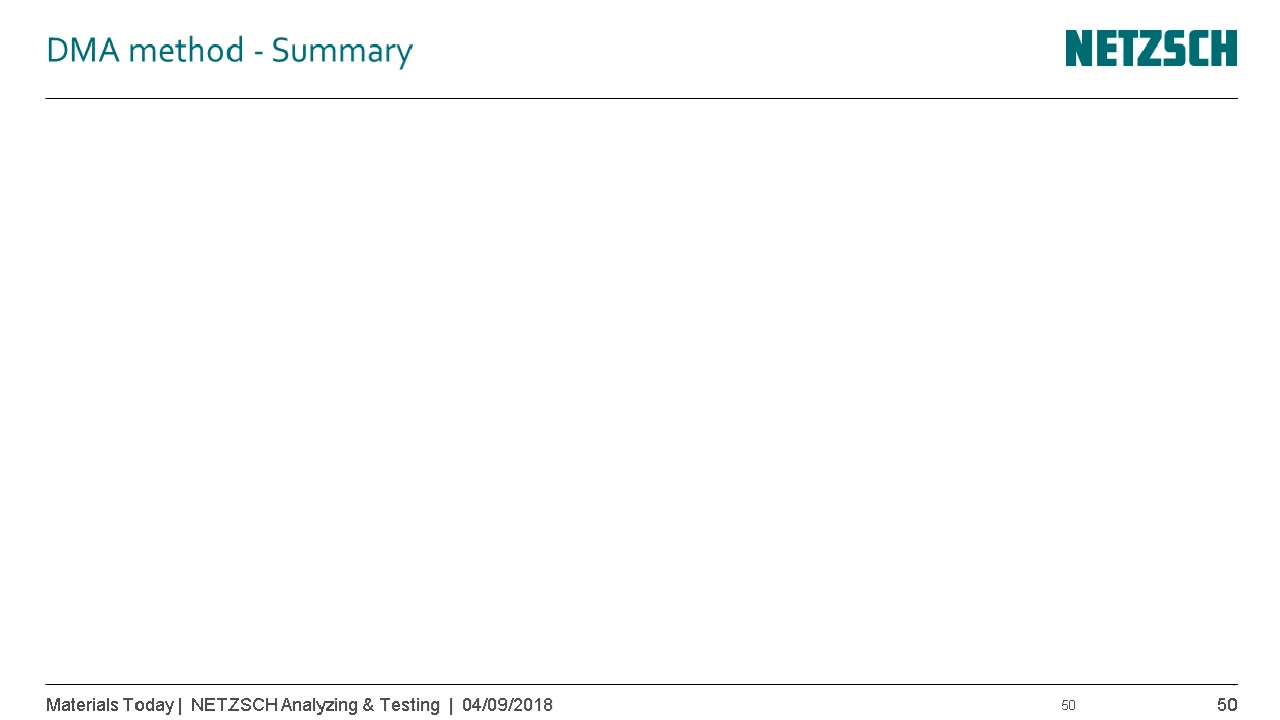 DMA method - Summary
NETZSCH
Materials Today | NETZSCH Analyzing & Testing | 04/09/2018
50
50